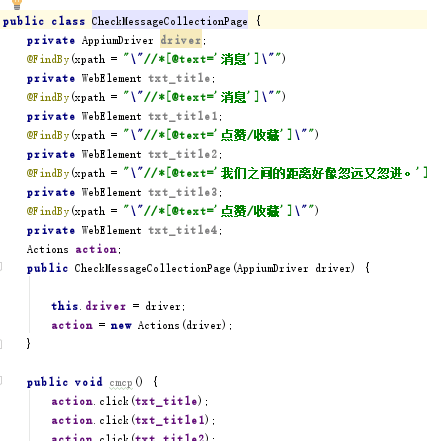 public class CheckMessageCollectionPage {
private AppiumDriver driver;
@FindBy(xpath = "\"//*[@text='消息']\"")
private WebElement txt_title;
@FindBy(xpath = "\"//*[@text='消息']\"")
private WebElement txt_title1;
@FindBy(xpath = "\"//*[@text='点赞/收藏']\"")
private WebElement txt_title2;
@FindBy(xpath = "\"//*[@text='我们之间的距离好像忽远又忽进。']
private WebElement txt_title3;
@FindBy(xpath = "\"//*[@text='点赞/收藏']\"")
private WebElement txt_title4;
Actions action;
public CheckMessageCollectionPage(AppiumDriver driver) {
this.driver = driver;
action = new Actions(driver);
}
public void cmcp() {
action.click(txt_title);
action.click(txt_title1);
action.click(txt_title2);